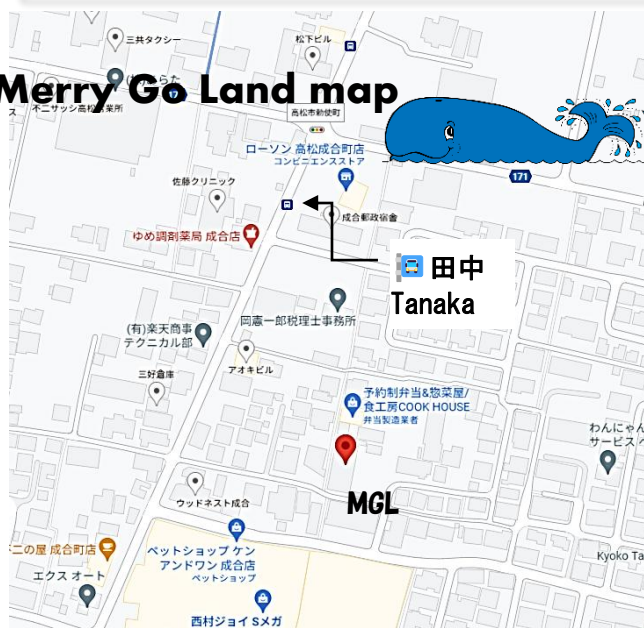 三共タクシー
松下ビル
Merry Go Land map
不二サッシ高松
業所
高松市勅使町
ローソン 高松成合町店
コンビニエンスストア
171
佐藤クリニック
成合郵政宿舎
ゆめ調剤薬局 成合店
田中
Tanaka
岡憲一郎税理士事務所
(有)楽天商事
テクニカル部
アオキビル
三好倉庫
予約制弁当&惣菜屋/
食工房COOK HOUSE
弁当製造業者
わんにゃん
サービス
MGL
ウッドネスト成合
ペットショップ ケン
アンドワン 成合店
ペットショップ
二の屋 成合町店
エクス オート
Kyoko Ta
西村ジョイ Sメガ